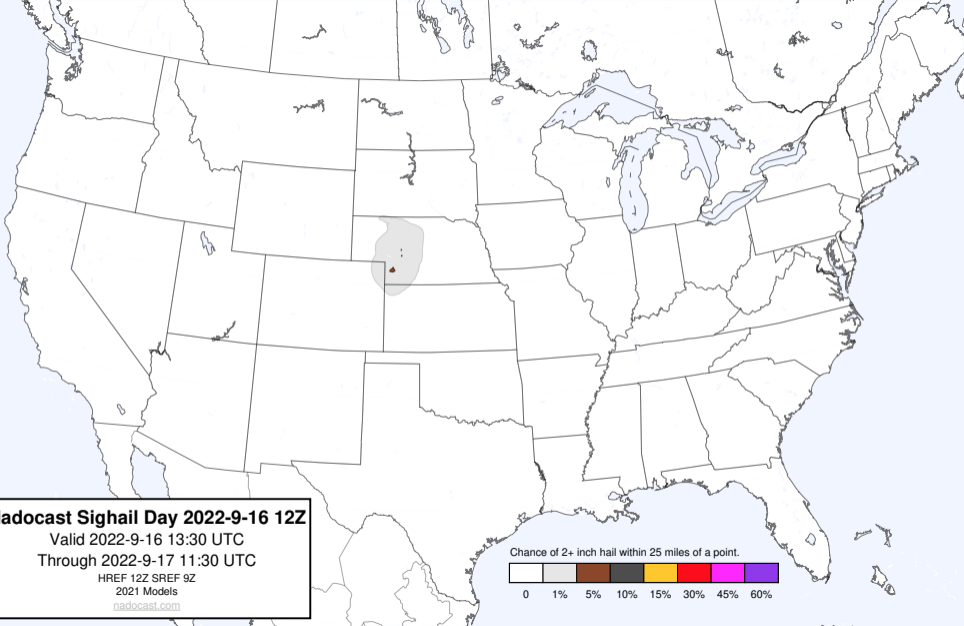 adocast Sighail Day 2022-9-16 12Z
Valid 2022-9-16 13:30 UTC
Through 2022-9-17 11:30 UTC
HREF 12Z SREF 9Z
2021 Models
nadocast.com
Chance of 2+ inch hail within 25 miles of a point.
0 1% 5% 10% 15% 30% 45% 60%